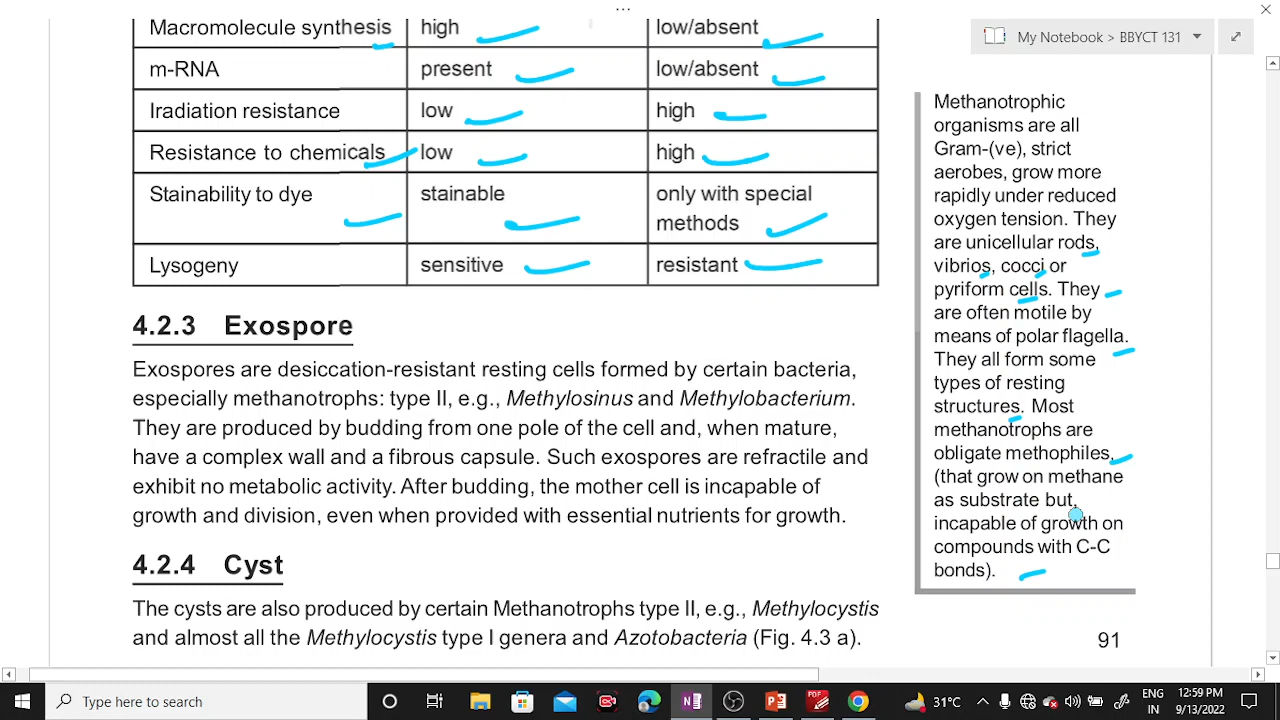 ...
My Notebook > BBYCT 131
Macromolecule synthesis high low/absent
m-RNA present low/absent
Iradiation resistance low high
Resistance to chemicals low high
Stainability to dye stainable only with special
methods
Lysogeny sensitive resistant
4.2.3 Exospore
Exospores are desiccation-resistant resting cells formed by certain bacteria,
especially methanotrophs: type II, e.g., Methylosinus and Methylobacterium.
They are produced by budding from one pole of the cell and, when mature,
have a complex wall and a fibrous capsule. Such exospores are refractile and
exhibit no metabolic activity. After budding, the mother cell is incapable of
growth and division, even when provided with essential nutrients for growth.
4.2.4 Cyst
The cysts are also produced by certain Methanotrophs type II, e.g., Methylocystis
and almost all the Methylocystis type I genera and Azotobacteria (Fig. 4.3 a).
Methanotrophic
organisms are all
Gram-(ve), strict
aerobes, grow more
rapidly under reduced
oxygen tension. They
are unicellular rods,
vibrios, cocci or
pyriform cells. They
are often motile by
means of polar flagella.
They all form some
types of resting
structures. Most
methanotrophs are
obligate methophiles,
(that grow on methane
as substrate but,
incapable of growth on
compounds with C-C
bonds).
91
Type here to search
PDF
31°C
ENG
IN
12:59 PM
9/13/2022